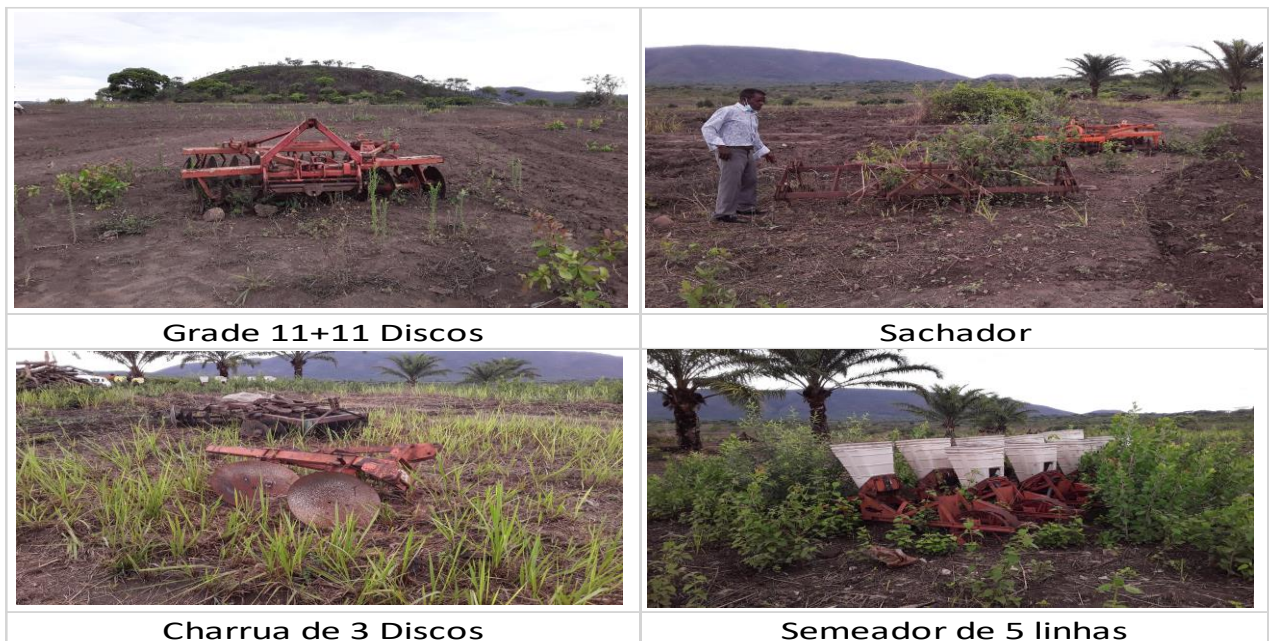 Grade 11+11 Discos
Sachador
Charrua de 3 Discos
Semeador de 5 linhas